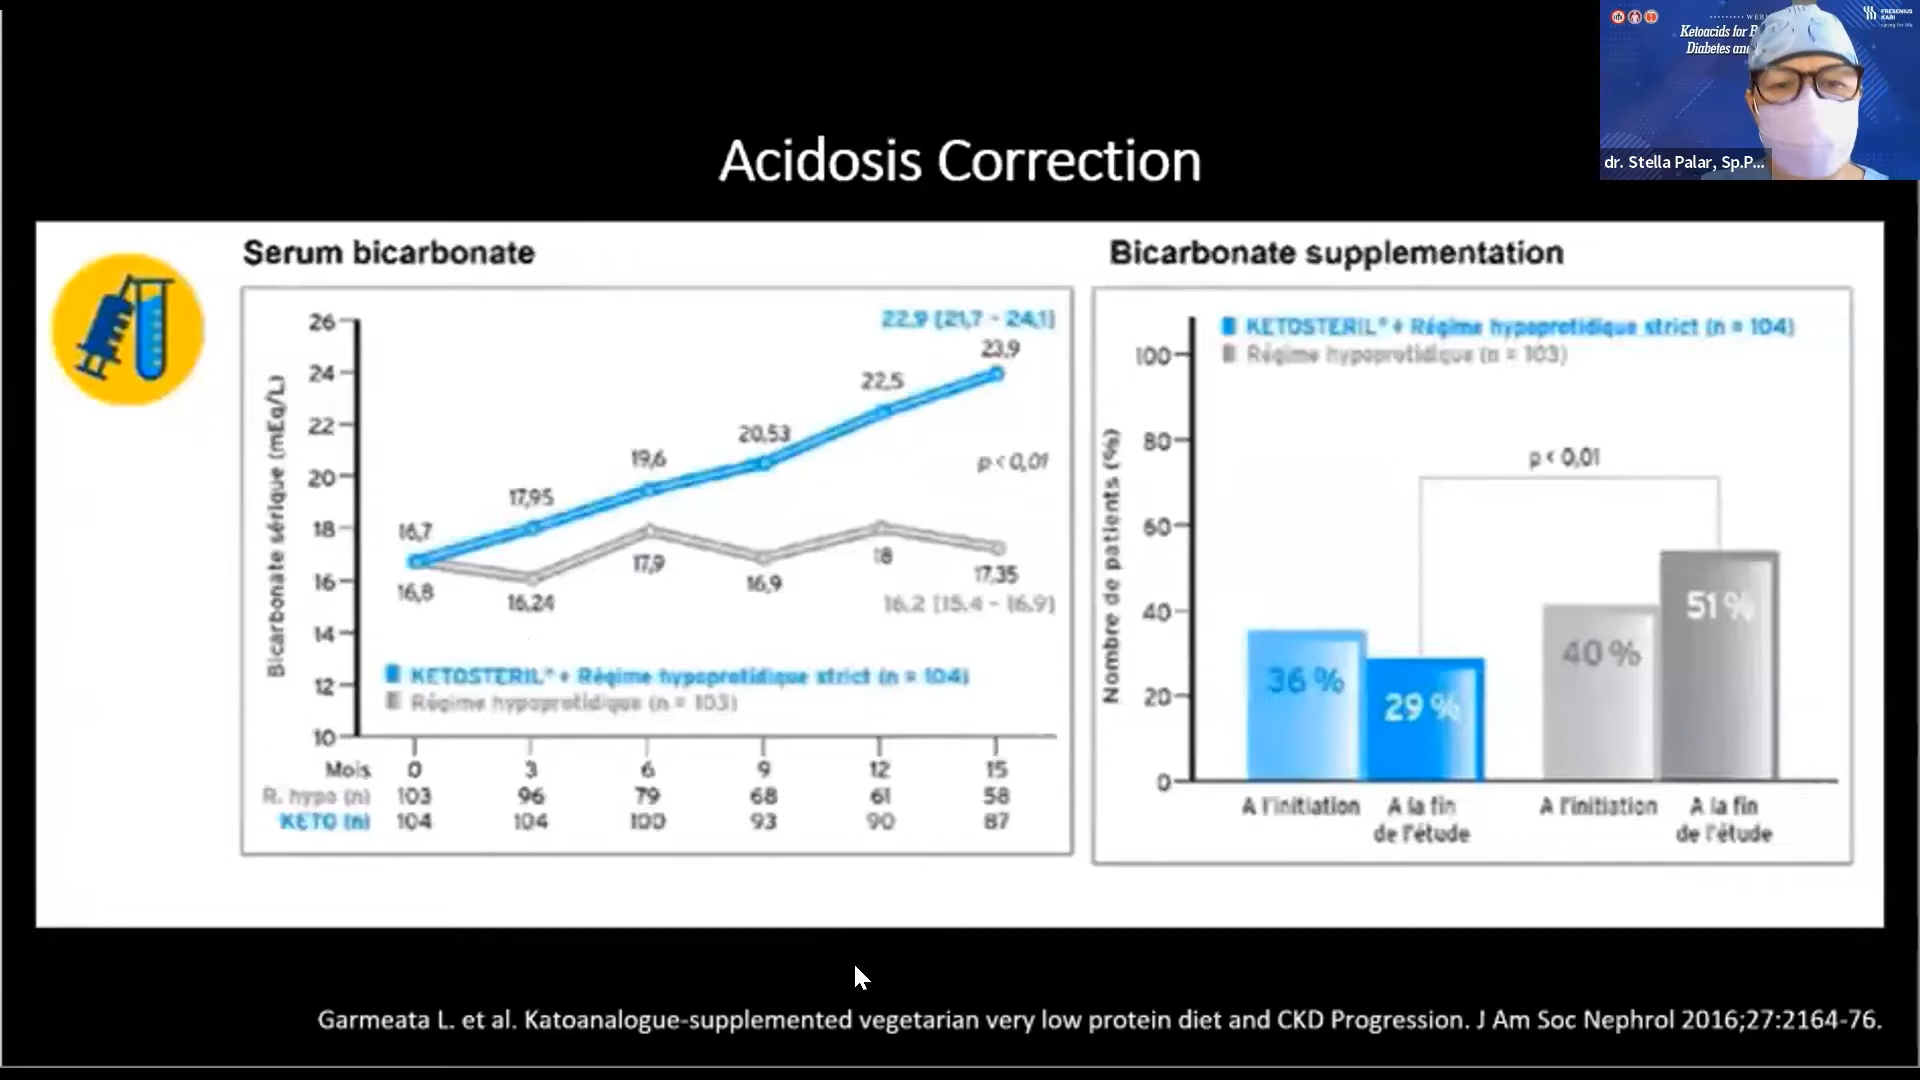 WEBI
Ketoacids for P
Diabetes and
FRESENIUS
KABI
caring for life
dr. Stella Palar, Sp.P...
Acidosis Correction
Serum bicarbonate
Bicarbonate sérique (mEq/L)
26
24
22
20
18
16
14
12
10
22,9 [21,7 - 24,1]
23,9
22,5
20,53
19,6
17,95
16,7
p < 0,01
16,8
16,24
17,9
16,9
18
17,35
16,2 [15,4 - 16,9]
KETOSTERIL® + Régime hypoprotidique strict (n = 104)
Régime hypoprotidique (n = 103)
Mois 0 3 6 9 12 15
R. hypo (n) 103 96 79 68 61 58
KETO (n) 104 104 100 93 90 87
Bicarbonate supplementation
Nombre de patients (%)
KETOSTERIL® + Régime hypoprotidique strict (n = 104)
Régime hypoprotidique (n = 103)
100
80
60
40
20
0
p < 0,01
36 %
29 %
40 %
51 %
A l'initiation
A la fin
de l'étude
A l'initiation
A la fin
de l'étude
Garmeata L. et al. Katoanalogue-supplemented vegetarian very low protein diet and CKD Progression. J Am Soc Nephrol 2016;27:2164-76.